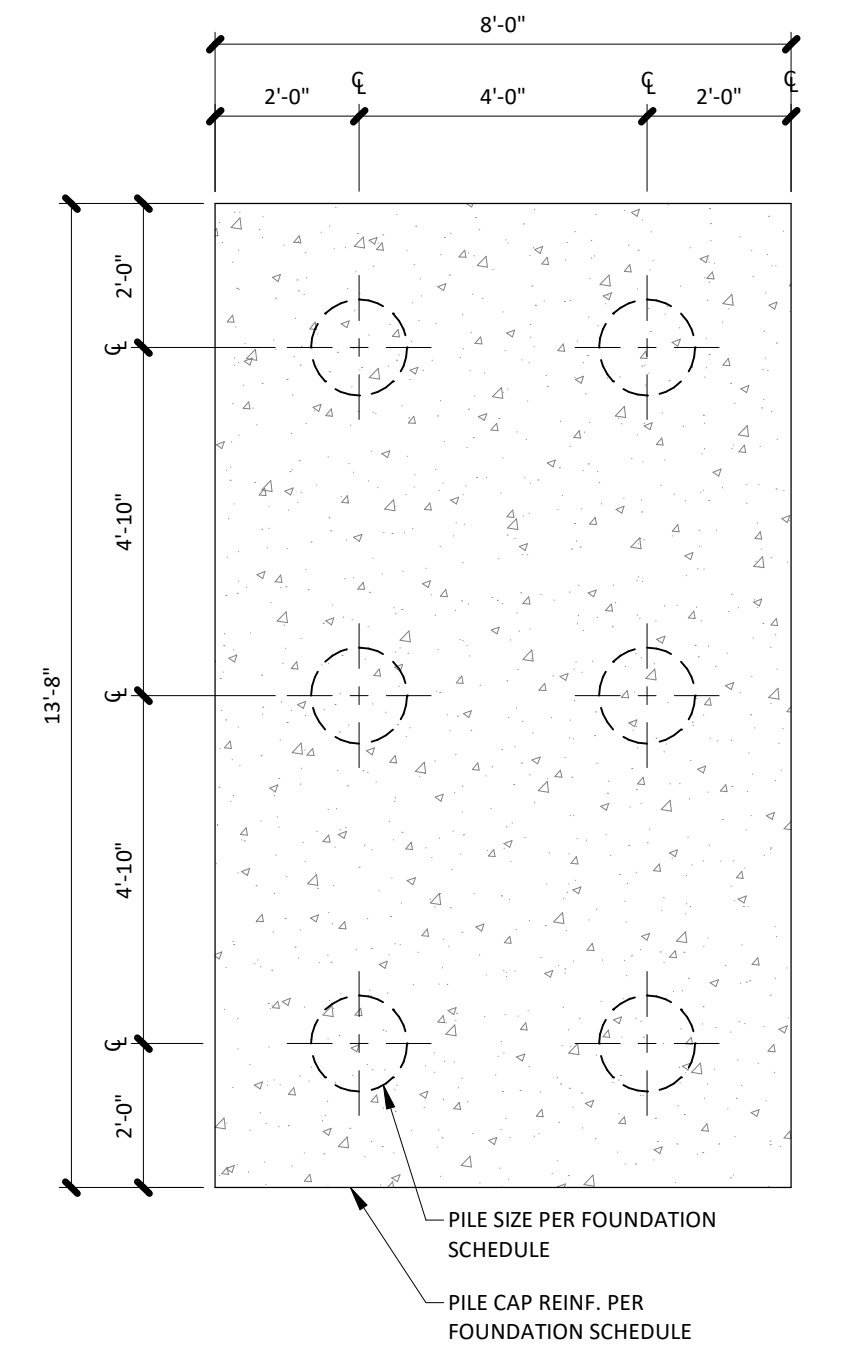 8'-0"
℄ ℄ ℄
2'-0" 4'-0" 2'-0"
2'-0"
℄
4'-10"
℄
13'-8"
4'-10"
℄
2'-0"
PILE SIZE PER FOUNDATION
SCHEDULE
PILE CAP REINF. PER
FOUNDATION SCHEDULE